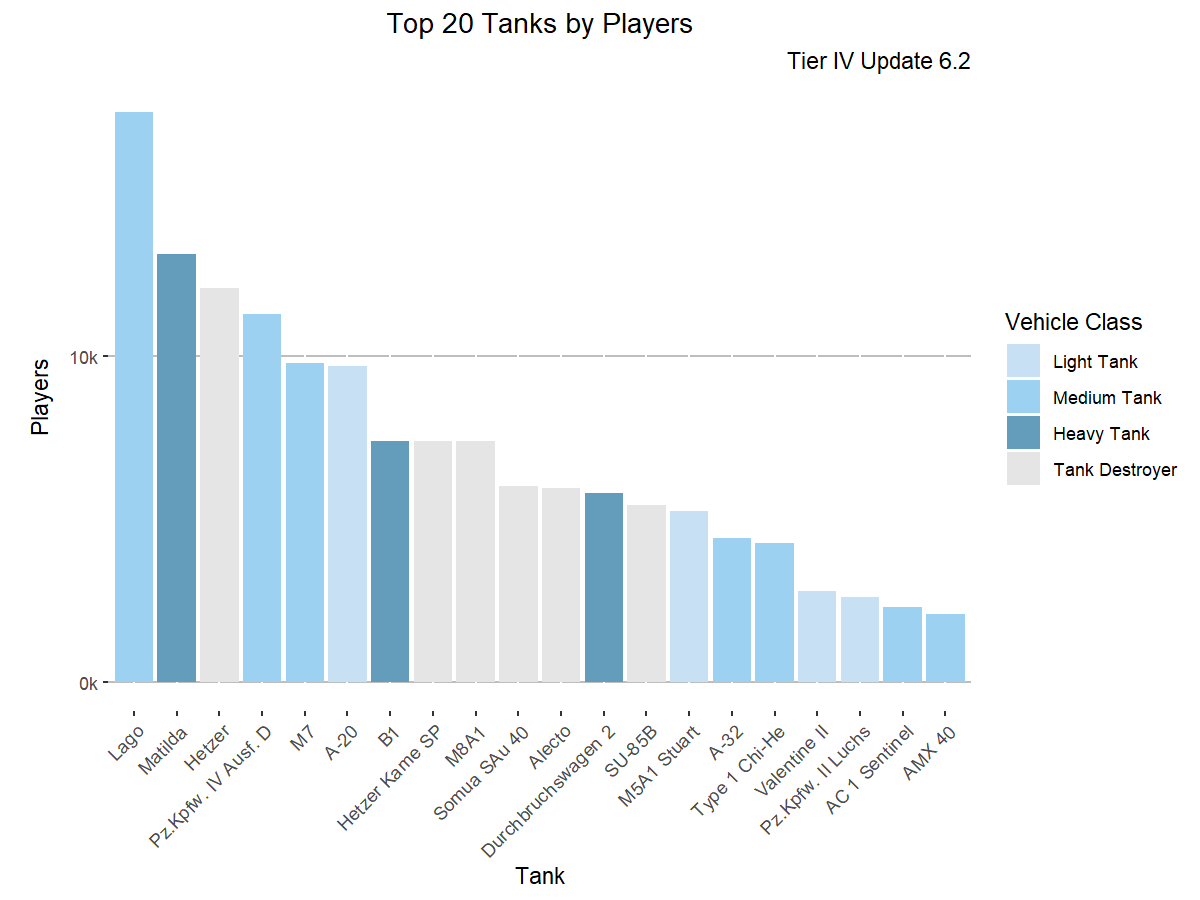 Top 20 Tanks by Players
Tier IV Update 6.2
Players
10k
0k
Lago
Matilda
Hetzer
Pz.Kpfw. IV Ausf. D
M7
A-20
B1
Hetzer Kame SP
M8A1
Somua SAu 40
Alecto
Durchbruchswagen 2
SU-85B
M5A1 Stuart
A-32
Type 1 Chi-He
Valentine II
Pz.Kpfw. II Luchs
AC 1 Sentinel
AMX 40
Tank
Vehicle Class
Light Tank
Medium Tank
Heavy Tank
Tank Destroyer